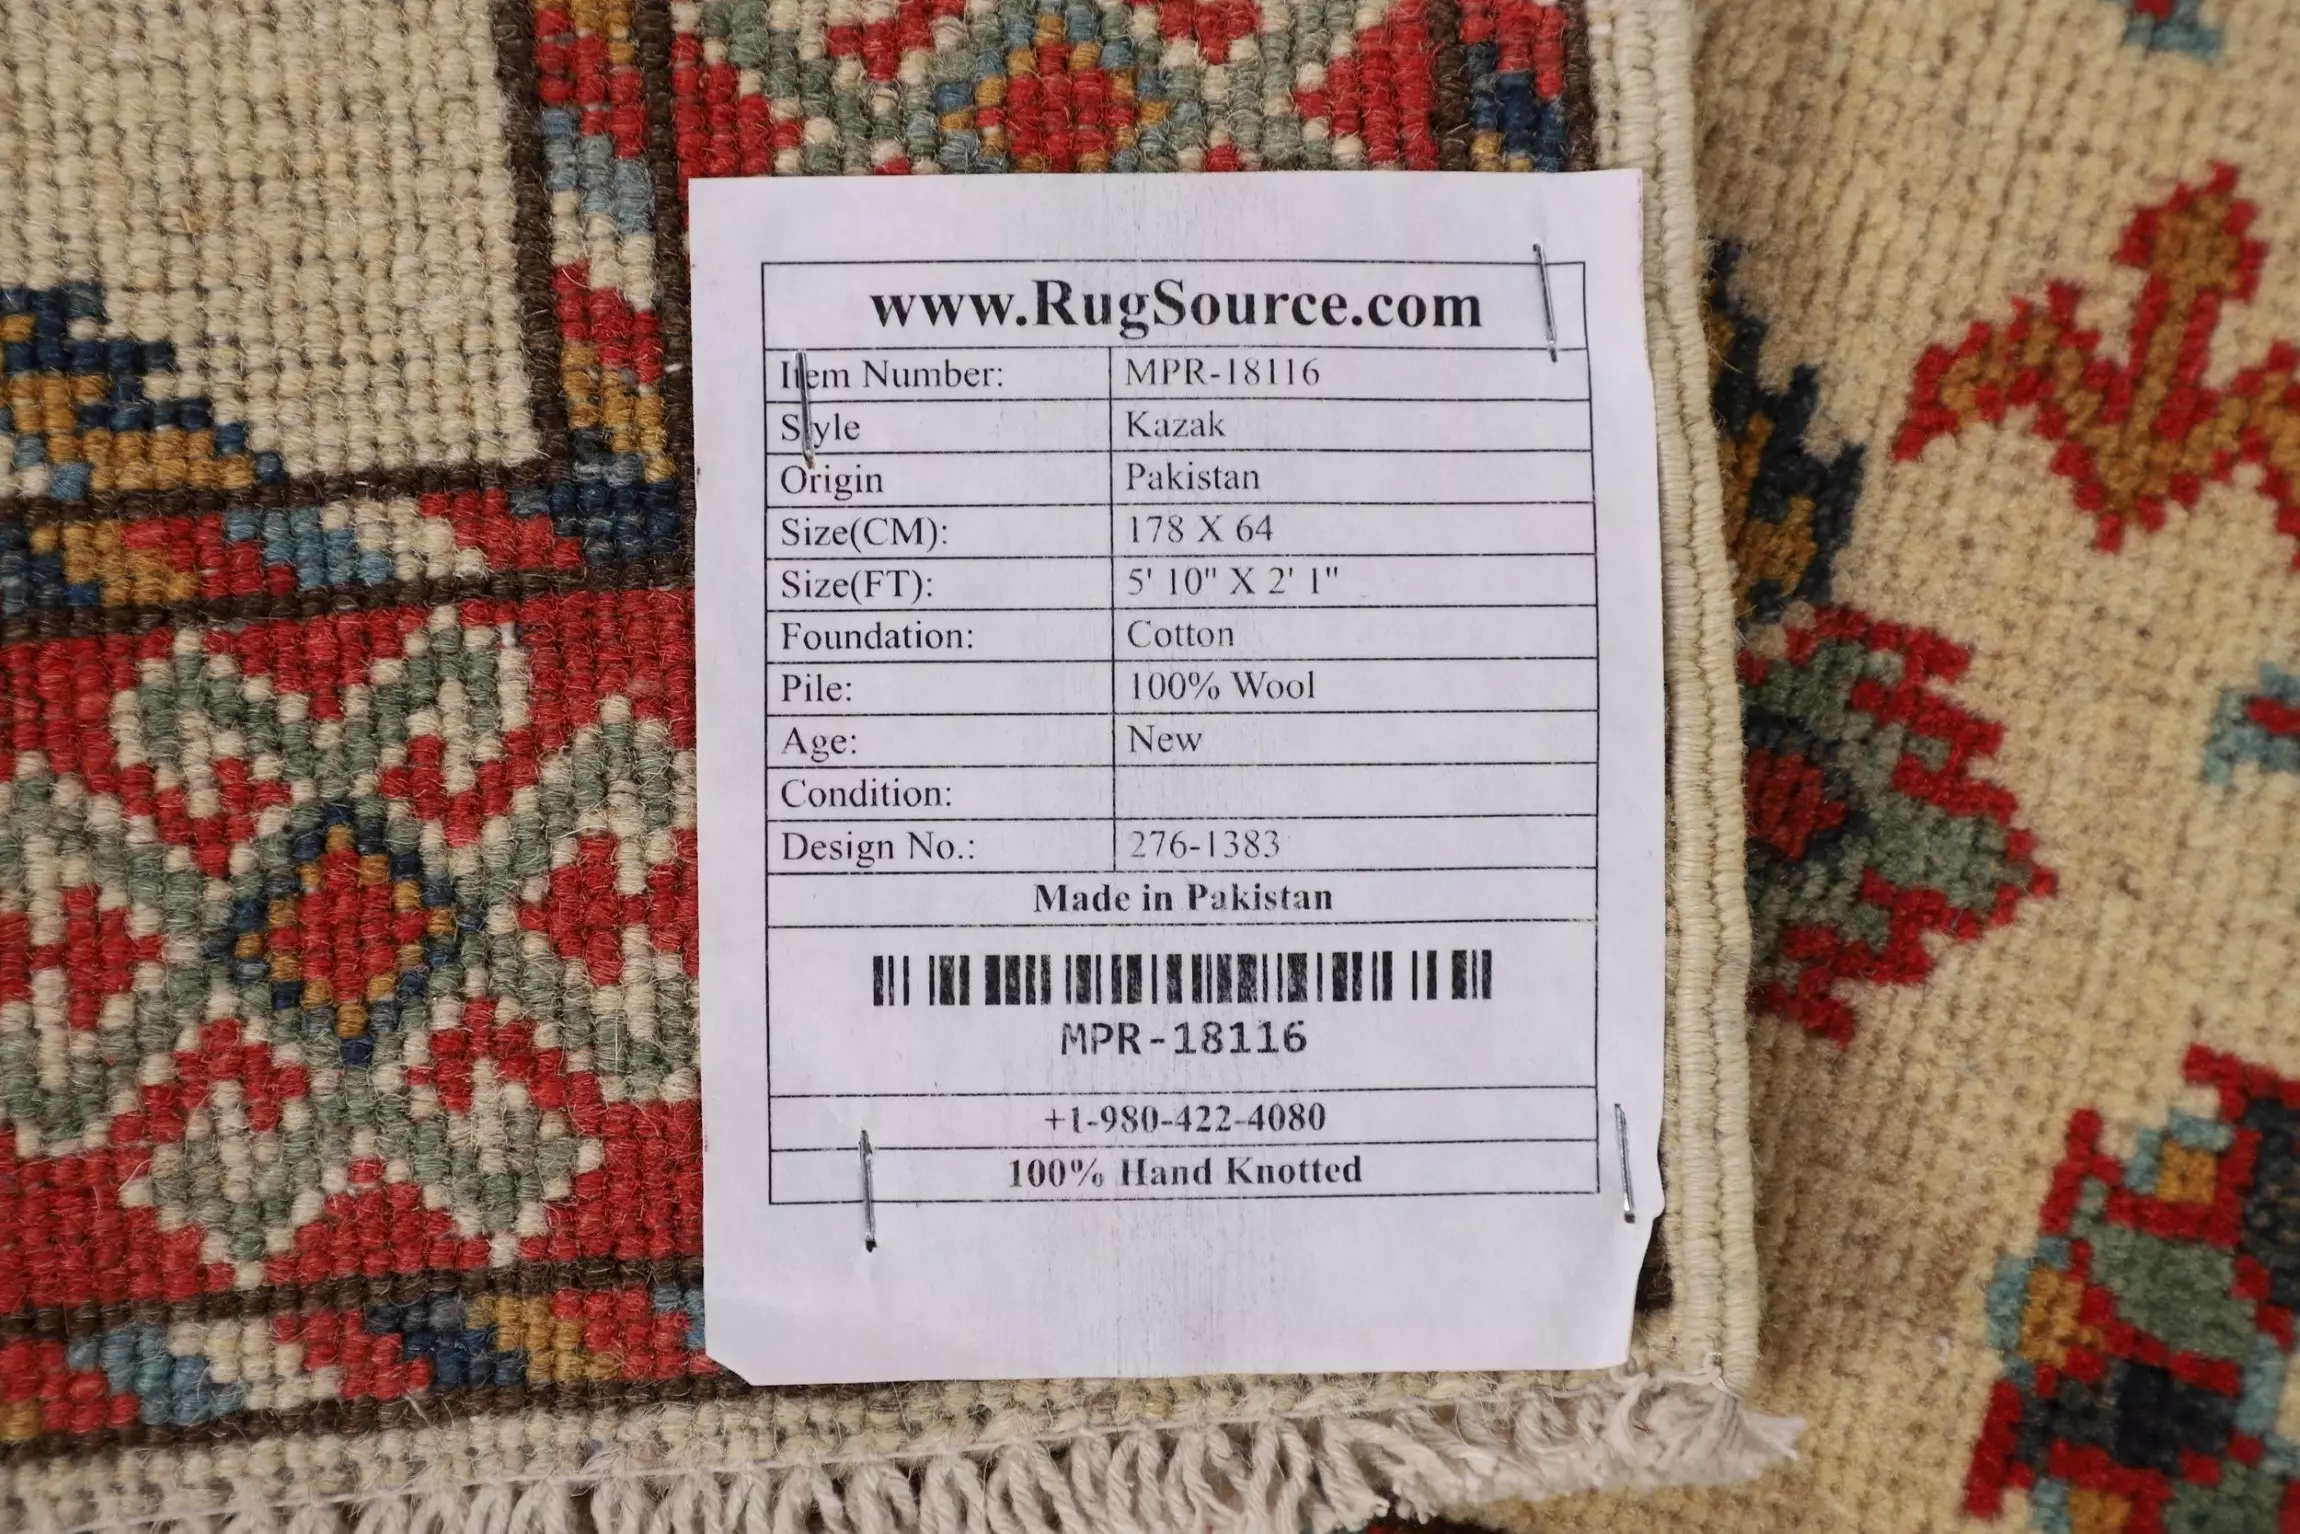 www.RugSource.com
Item Number: MPR-18116
Style Kazak
Origin Pakistan
Size(CM): 178 X 64
Size(FT): 5' 10" X 2' 1"
Foundation: Cotton
Pile: 100% Wool
Age: New
Condition:
Design No.: 276-1383
Made in Pakistan
MPR-18116
+1-980-422-4080
100% Hand Knotted